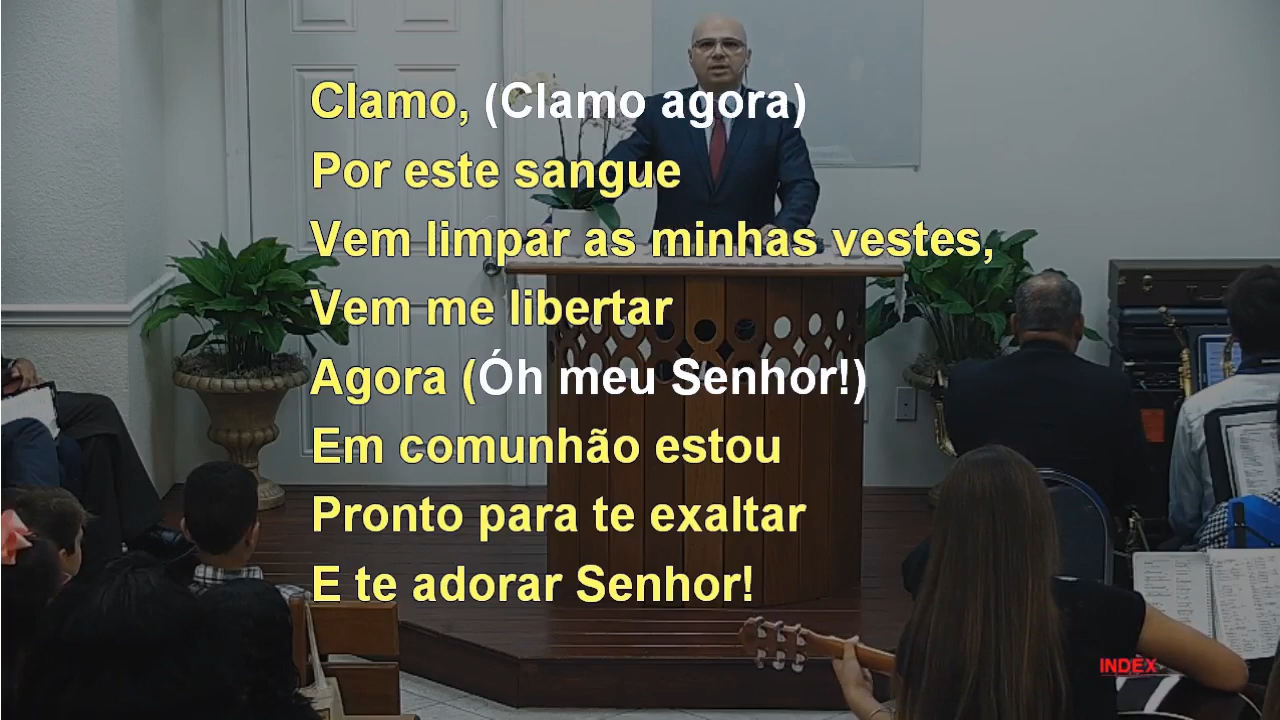 Clamo, (Clamo agora)
Por este sangue
Vem limpar as minhas vestes,
Vem me libertar
Agora (Óh meu Senhor!)
Em comunhão estou
Pronto para te exaltar
E te adorar Senhor!
INDEX